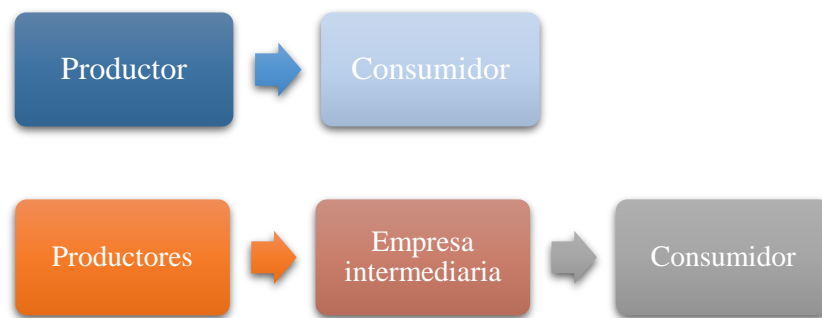 Productor
Consumidor
Productores
Empresa
intermediaria
Consumidor